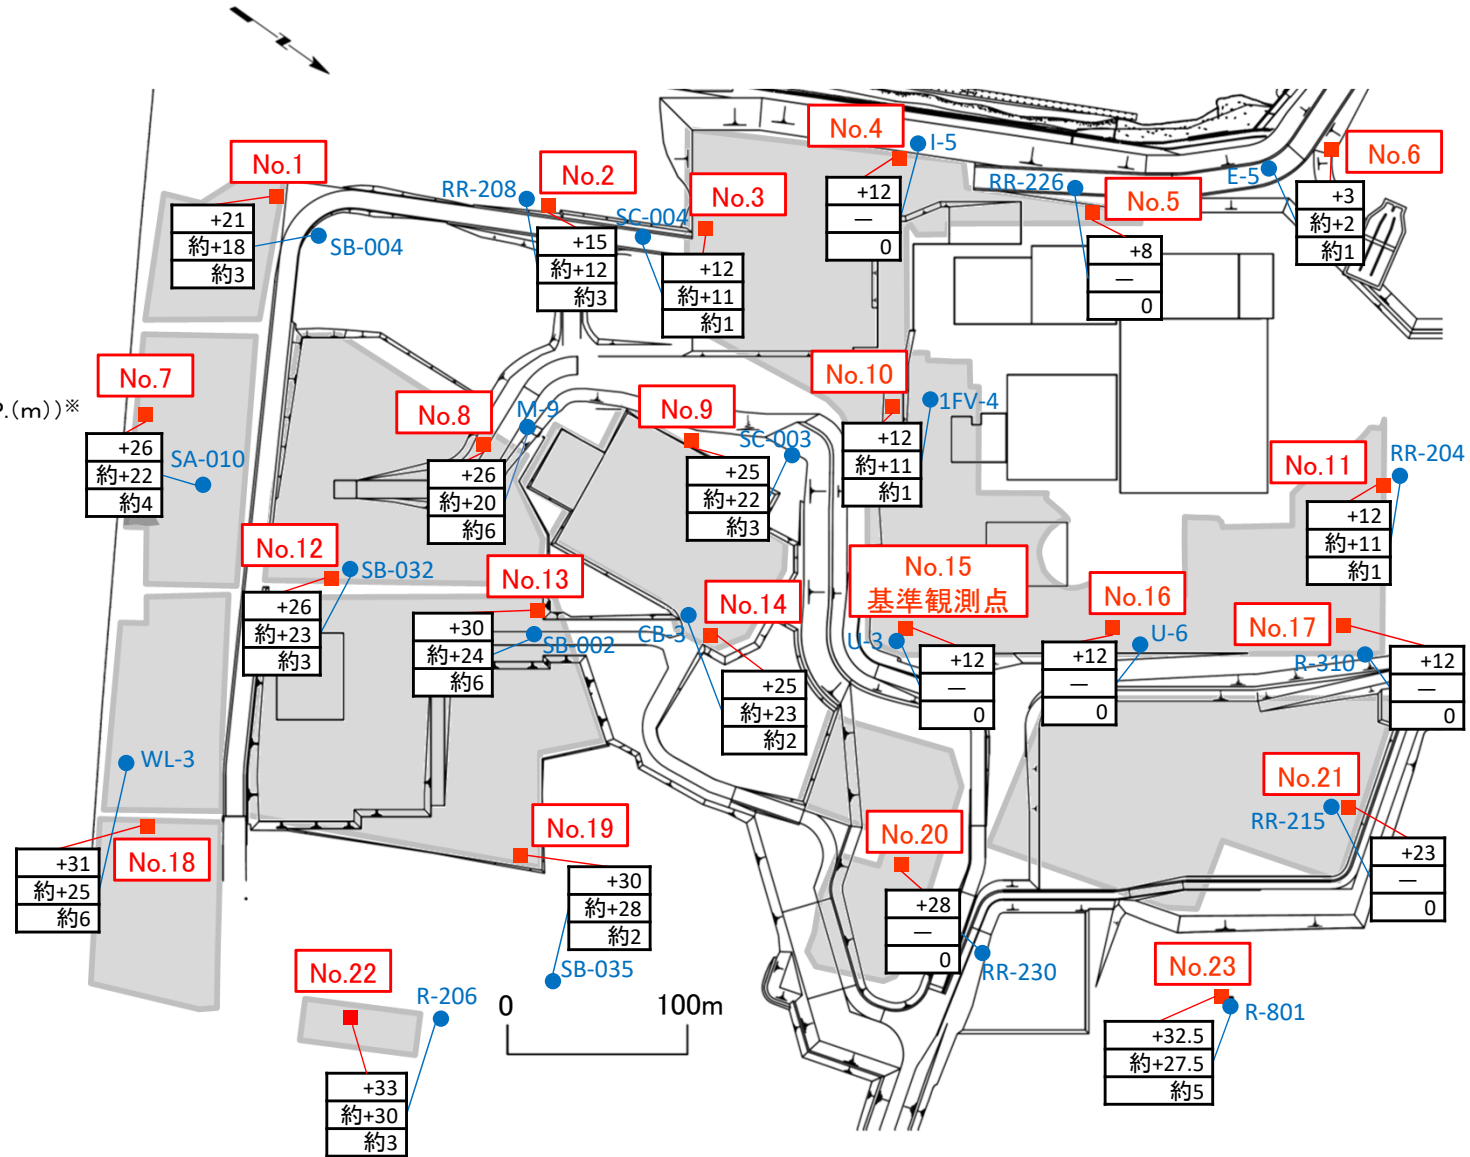 N
No.1
+21
約+18
約3
SB-004
RR-208
No.2
+15
約+12
約3
SC-004
No.3
+12
約+11
約1
No.4
I-5
+12
—
0
RR-226
No.5
+8
—
0
E-5
No.6
+3
約+2
約1
No.7
P.(m))※
+26
約+22
約4
SA-010
No.8
M-9
+26
約+20
約6
No.9
SC-003
+25
約+22
約3
No.10
1FV-4
+12
約+11
約1
No.11
RR-204
+12
約+11
約1
No.12
SB-032
+26
約+23
約3
No.13
+30
約+24
約6
SB-002
No.14
CB-3
+25
約+23
約2
No.15
基準観測点
U-3
+12
—
0
No.16
U-6
+12
—
0
No.17
R-310
+12
—
0
WL-3
No.18
+31
約+25
約6
No.19
+30
約+28
約2
SB-035
No.20
+28
—
0
RR-230
No.21
RR-215
+23
—
0
No.22
R-206
+33
約+30
約3
No.23
R-801
+32.5
約+27.5
約5
0
100m